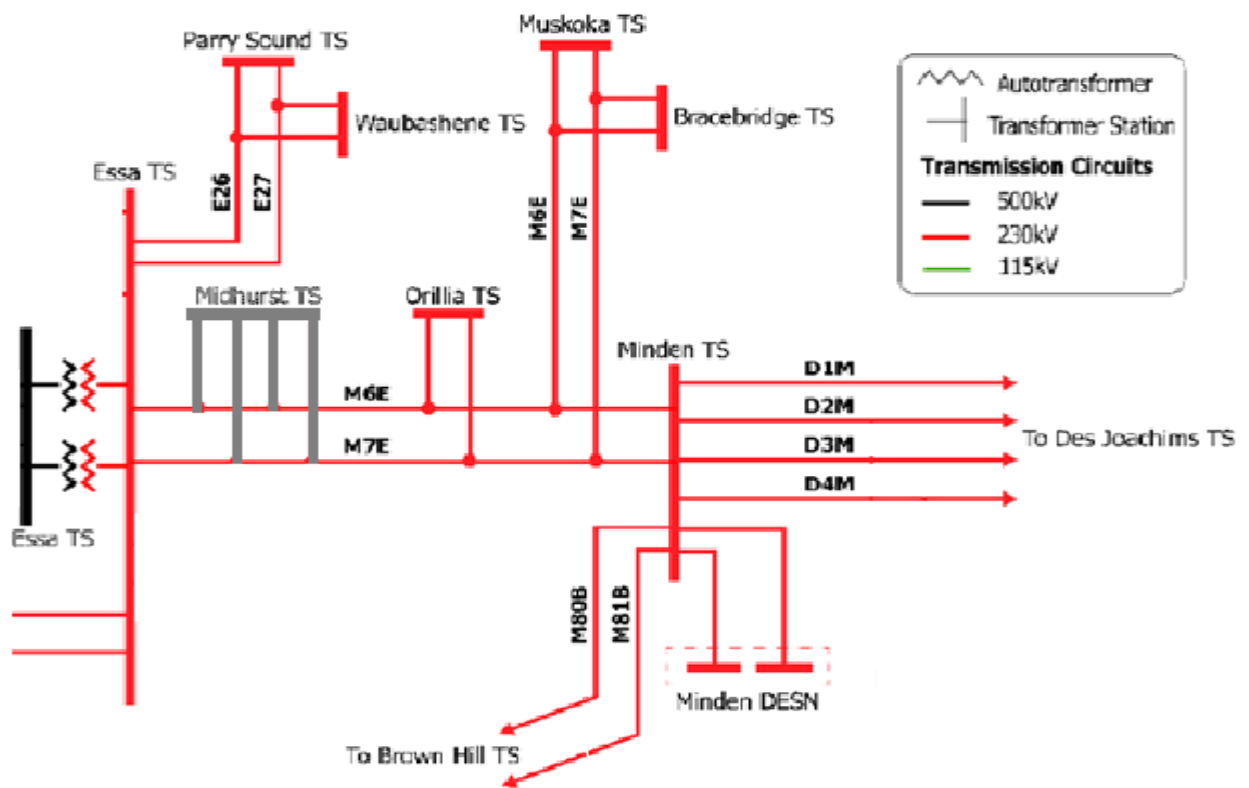 Muskoka TS
Parry Sound TS
Autotransformer
Transformer Station
Transmission Circuits
500kV
230kV
115kV
Waubashene TS
Bracebridge TS
Essa TS
E26
E27
M6E
M7E
Midhurst TS
Orillia TS
Minden TS
M6E
M7E
D1M
D2M
D3M
D4M
To Des Joachims TS
Essa TS
M80B
M81B
Minden DESN
To Brown Hill TS